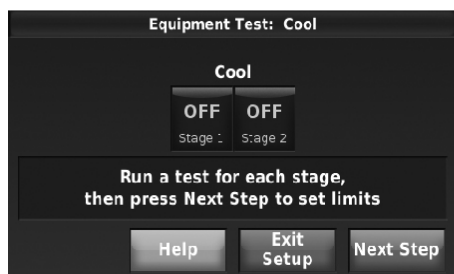 Equipment Test: Cool
Cool
OFF OFF
Stage 1 Stage 2
Run a test for each stage,
then press Next Step to set limits
Help Exit Setup Next Step